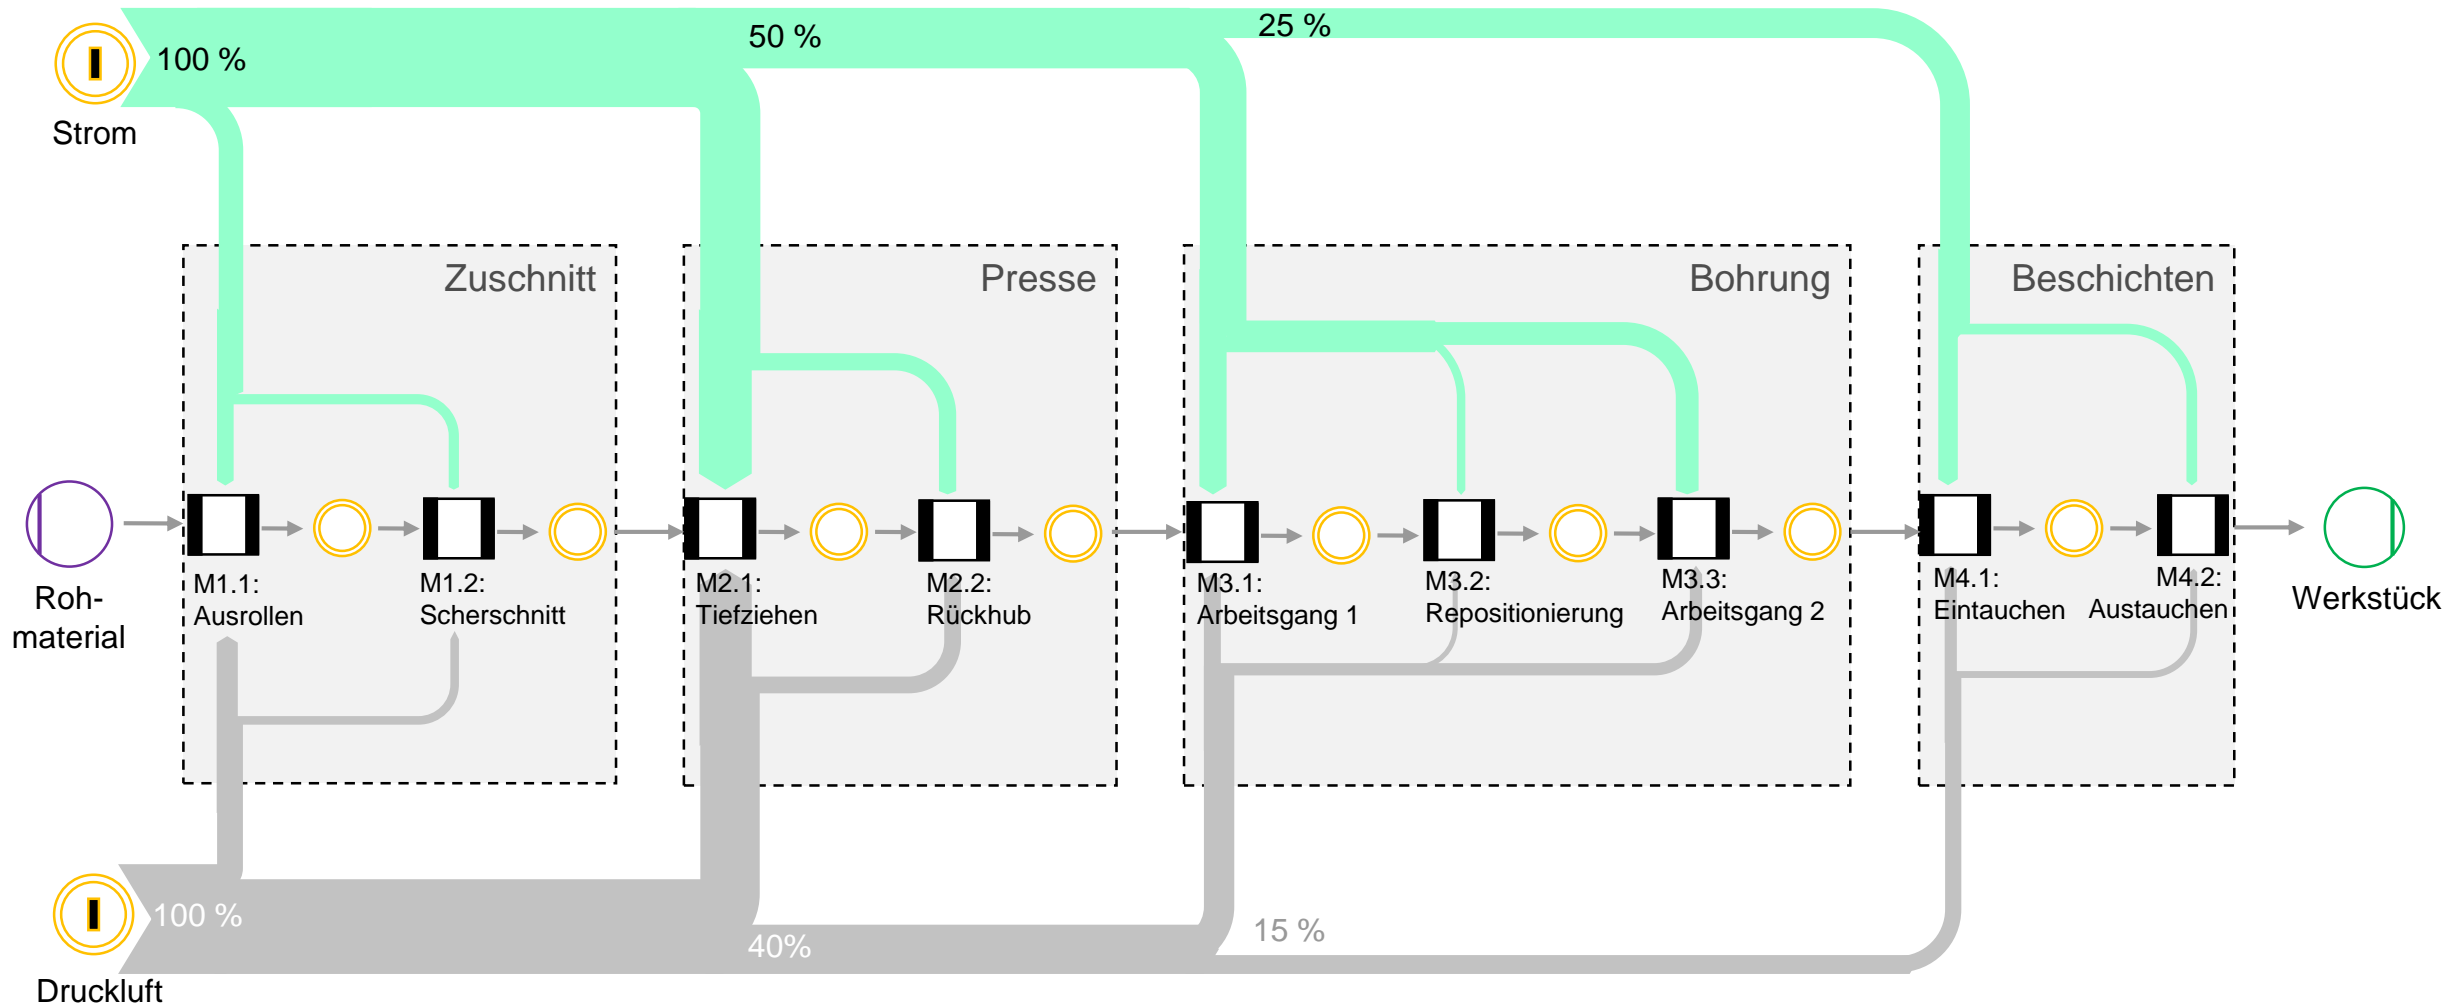 100 %
50 %
25 %
Strom
Zuschnitt
Presse
Bohrung
Beschichten
Roh-
material
M1.1:
Ausrollen
M1.2:
Scherschnitt
M2.1:
Tiefziehen
M2.2:
Rückhub
M3.1:
Arbeitsgang 1
M3.2:
Repositionierung
M3.3:
Arbeitsgang 2
M4.1:
Eintauchen
M4.2:
Austauchen
Werkstück
100 %
40%
15 %
Druckluft